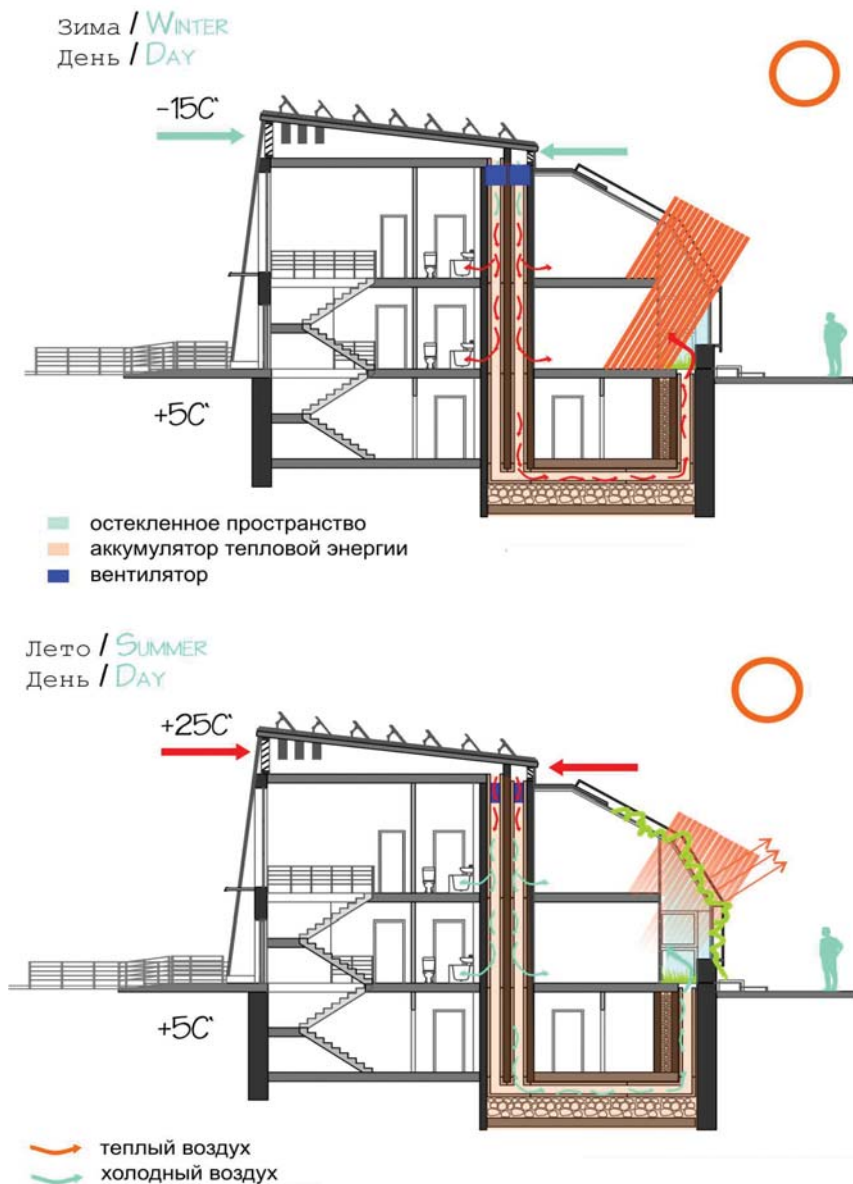 Зима / WINTER
День / DAY
-15C‘
+5C‘
остекленное пространство
аккумулятор тепловой энергии
вентилятор
Лето / SUMMER
День / DAY
+25C‘
+5C‘
теплый воздух
холодный воздух